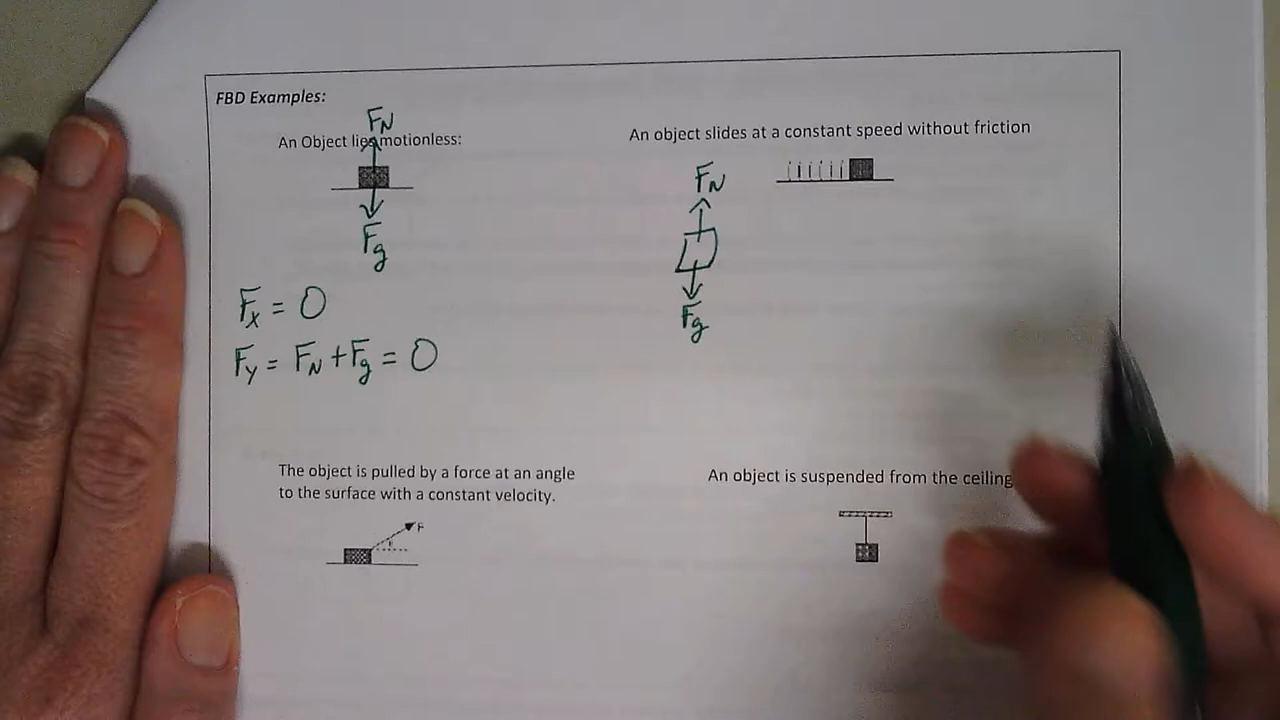 FBD Examples:
FN
An Object lies motionless:
Fg
Fx = 0
Fy = FN + Fg = 0
An object slides at a constant speed without friction
FN
Fg
The object is pulled by a force at an angle
to the surface with a constant velocity.
F
An object is suspended from the ceiling